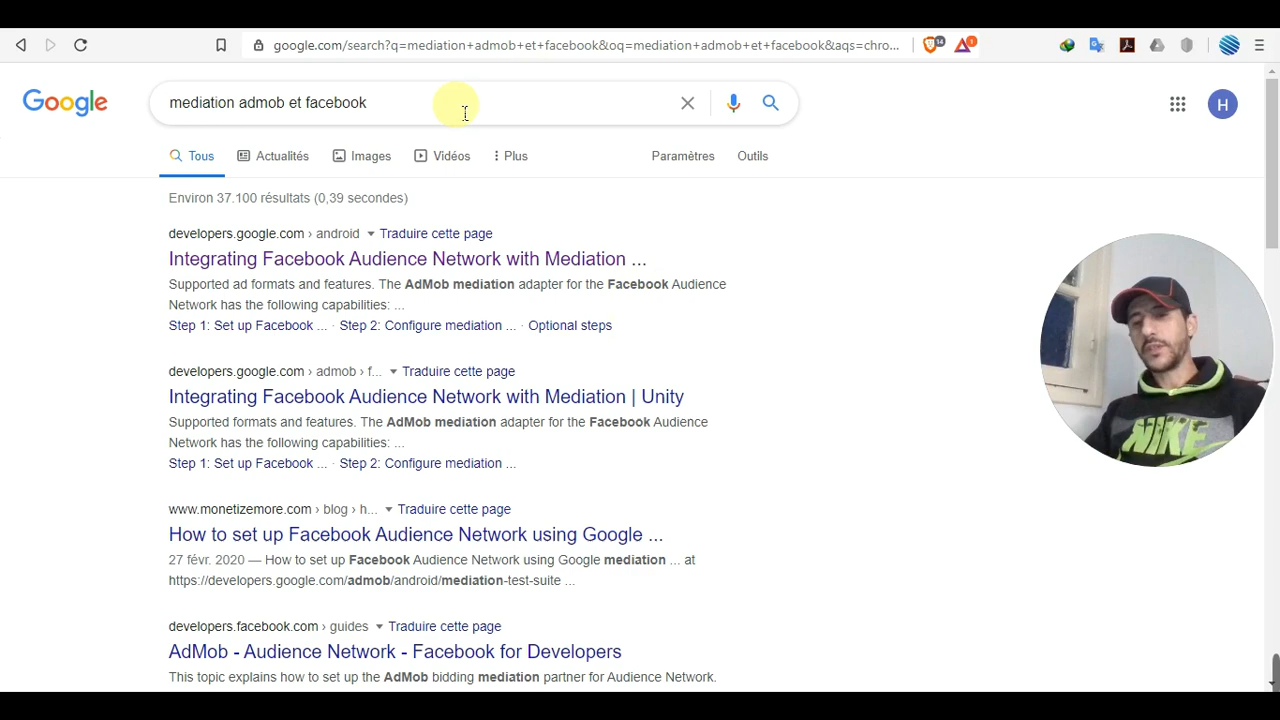 google.com/search?q=mediation+admob+et+facebook&oq=mediation+admob+et+facebook&aqs=chro...
14
1
Google
mediation admob et facebook
H
Tous
Actualités
Images
Vidéos
Plus
Paramètres
Outils
Environ 37.100 résultats (0,39 secondes)
developers.google.com › android Traduire cette page
Integrating Facebook Audience Network with Mediation ...
Supported ad formats and features. The AdMob mediation adapter for the Facebook Audience
Network has the following capabilities: ...
Step 1: Set up Facebook ... · Step 2: Configure mediation ... · Optional steps
developers.google.com › admob › f... Traduire cette page
Integrating Facebook Audience Network with Mediation | Unity
Supported formats and features. The AdMob mediation adapter for the Facebook Audience
Network has the following capabilities: ...
Step 1: Set up Facebook ... · Step 2: Configure mediation ...
www.monetizemore.com › blog › h... Traduire cette page
How to set up Facebook Audience Network using Google ...
27 févr. 2020 — How to set up Facebook Audience Network using Google mediation ... at
https://developers.google.com/admob/android/mediation-test-suite ...
developers.facebook.com › guides Traduire cette page
AdMob - Audience Network - Facebook for Developers
This topic explains how to set up the AdMob bidding mediation partner for Audience Network.
NIKE